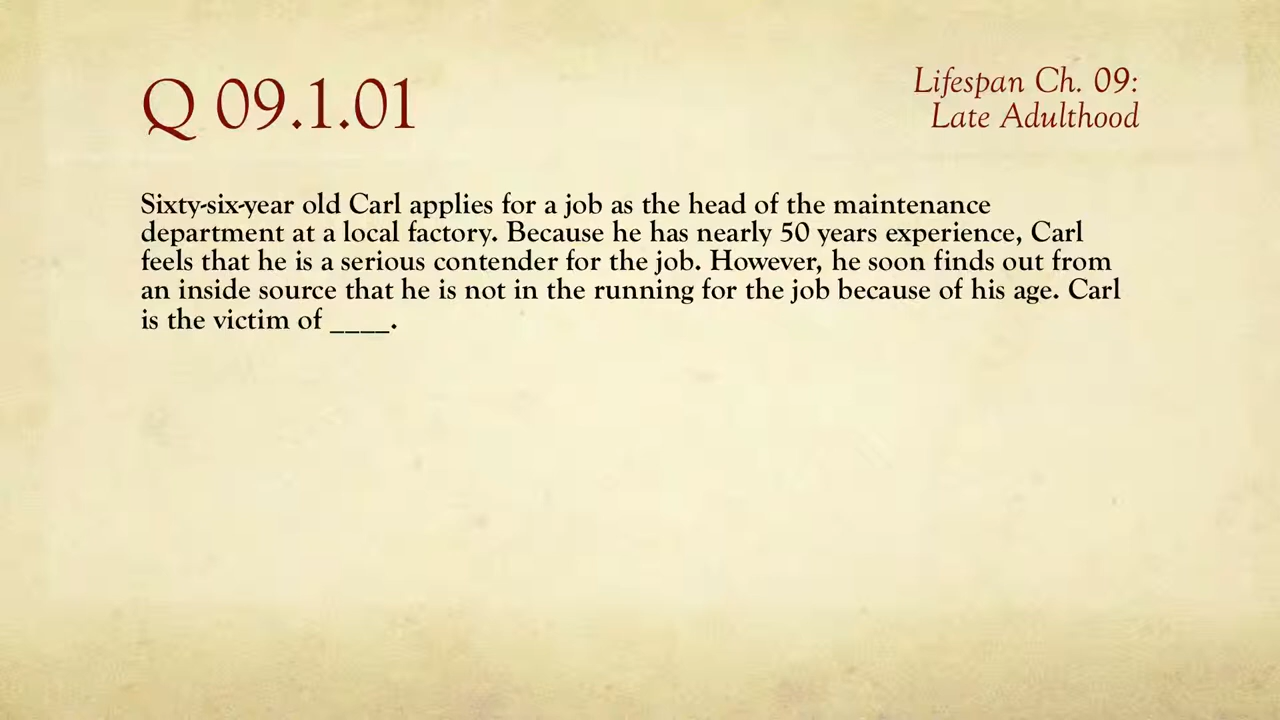 Q 09.1.01
Lifespan Ch. 09:
Late Adulthood
Sixty-six-year old Carl applies for a job as the head of the maintenance
department at a local factory. Because he has nearly 50 years experience, Carl
feels that he is a serious contender for the job. However, he soon finds out from
an inside source that he is not in the running for the job because of his age. Carl
is the victim of ____.